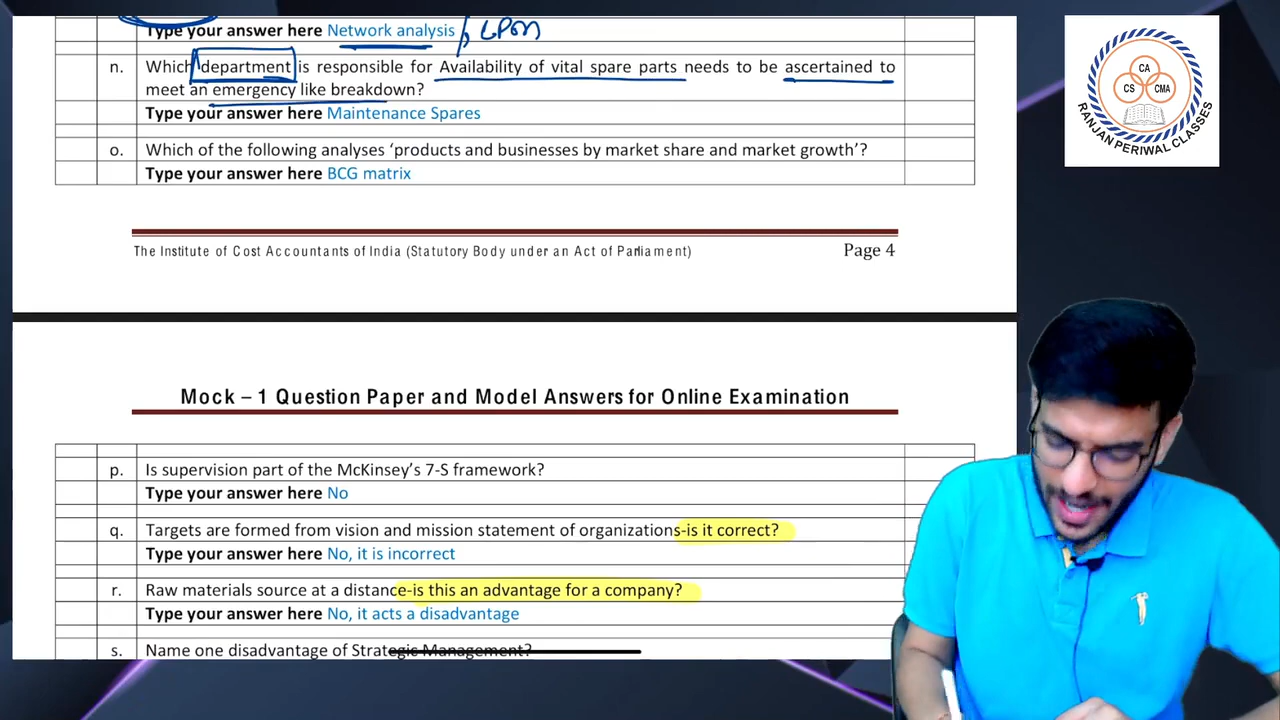 Type your answer here Network analysis / CPM
n. Which department is responsible for Availability of vital spare parts needs to be ascertained to
meet an emergency like breakdown?
Type your answer here Maintenance Spares
o. Which of the following analyses ‘products and businesses by market share and market growth’?
Type your answer here BCG matrix
The Institute of Cost Accountants of India (Statutory Body under an Act of Parliament) Page 4
Mock – 1 Question Paper and Model Answers for Online Examination
p. Is supervision part of the McKinsey’s 7-S framework?
Type your answer here No
q. Targets are formed from vision and mission statement of organizations-is it correct?
Type your answer here No, it is incorrect
r. Raw materials source at a distance-is this an advantage for a company?
Type your answer here No, it acts a disadvantage
s. Name one disadvantage of Strategic Management?
CA
CS
CMA
RANJAN PERIWAL CLASSES